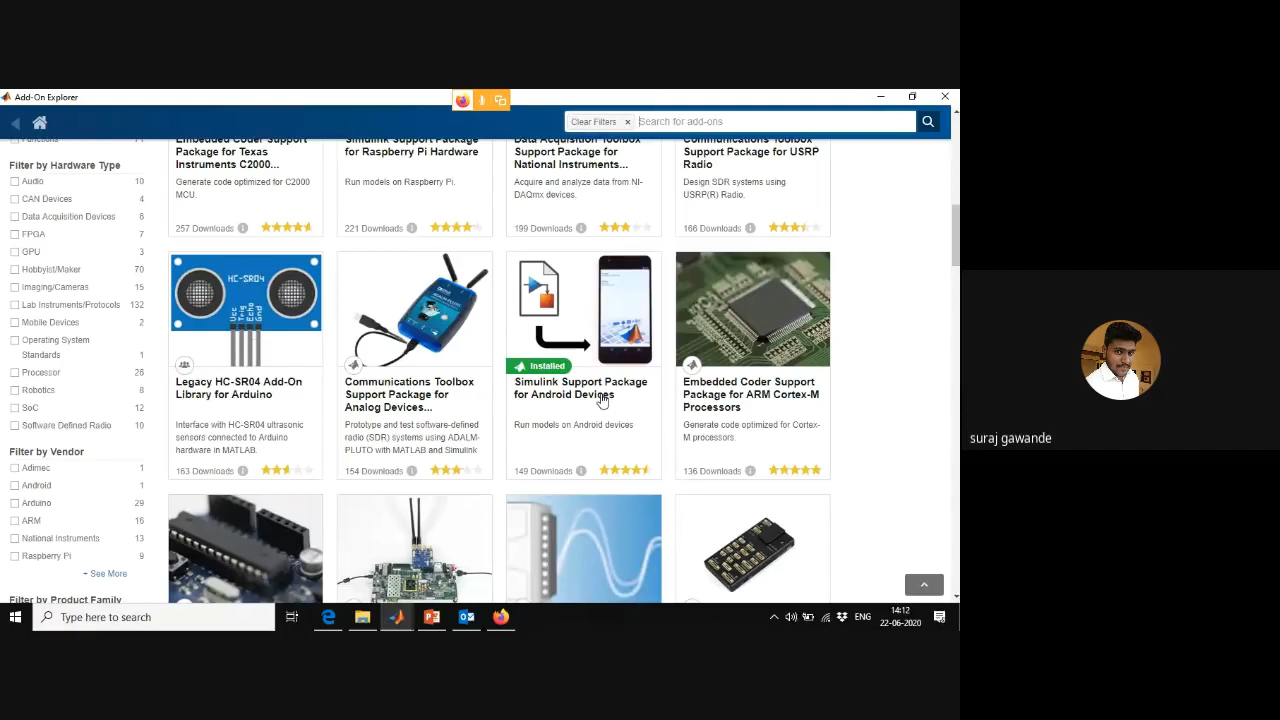 Add-On Explorer
Clear Filters ×
Search for add-ons
Filter by Hardware Type
Audio 10
CAN Devices 4
Data Acquisition Devices 6
FPGA 7
GPU 3
Hobbyist/Maker 70
Imaging/Cameras 15
Lab Instruments/Protocols 132
Mobile Devices 2
Operating System
Standards 1
Processor 26
Robotics 8
SoC 12
Software Defined Radio 10
Filter by Vendor
Adimec 1
Android 1
Arduino 29
ARM 16
National Instruments 13
Raspberry Pi 9
+ See More
Filter by Product Family
Embedded Coder Support
Package for Texas
Instruments C2000...
Generate code optimized for C2000
MCU.
257 Downloads
Simulink Support Package
for Raspberry Pi Hardware
Run models on Raspberry Pi.
221 Downloads
Data Acquisition Toolbox
Support Package for
National Instruments...
Acquire and analyze data from NI-
DAQmx devices.
199 Downloads
Communications Toolbox
Support Package for USRP
Radio
Design SDR systems using
USRP(R) Radio.
166 Downloads
HC-SR04
Vcc
Trig
Echo
Gnd
Legacy HC-SR04 Add-On
Library for Arduino
Interface with HC-SR04 ultrasonic
sensors connected to Arduino
hardware in MATLAB.
163 Downloads
Communications Toolbox
Support Package for
Analog Devices...
Prototype and test software-defined
radio (SDR) systems using ADALM-
PLUTO with MATLAB and Simulink
154 Downloads
Installed
Simulink Support Package
for Android Devices
Run models on Android devices
149 Downloads
Embedded Coder Support
Package for ARM Cortex-M
Processors
Generate code optimized for Cortex-
M processors.
136 Downloads
suraj gawande
Type here to search
ENG
14:12
22-06-2020